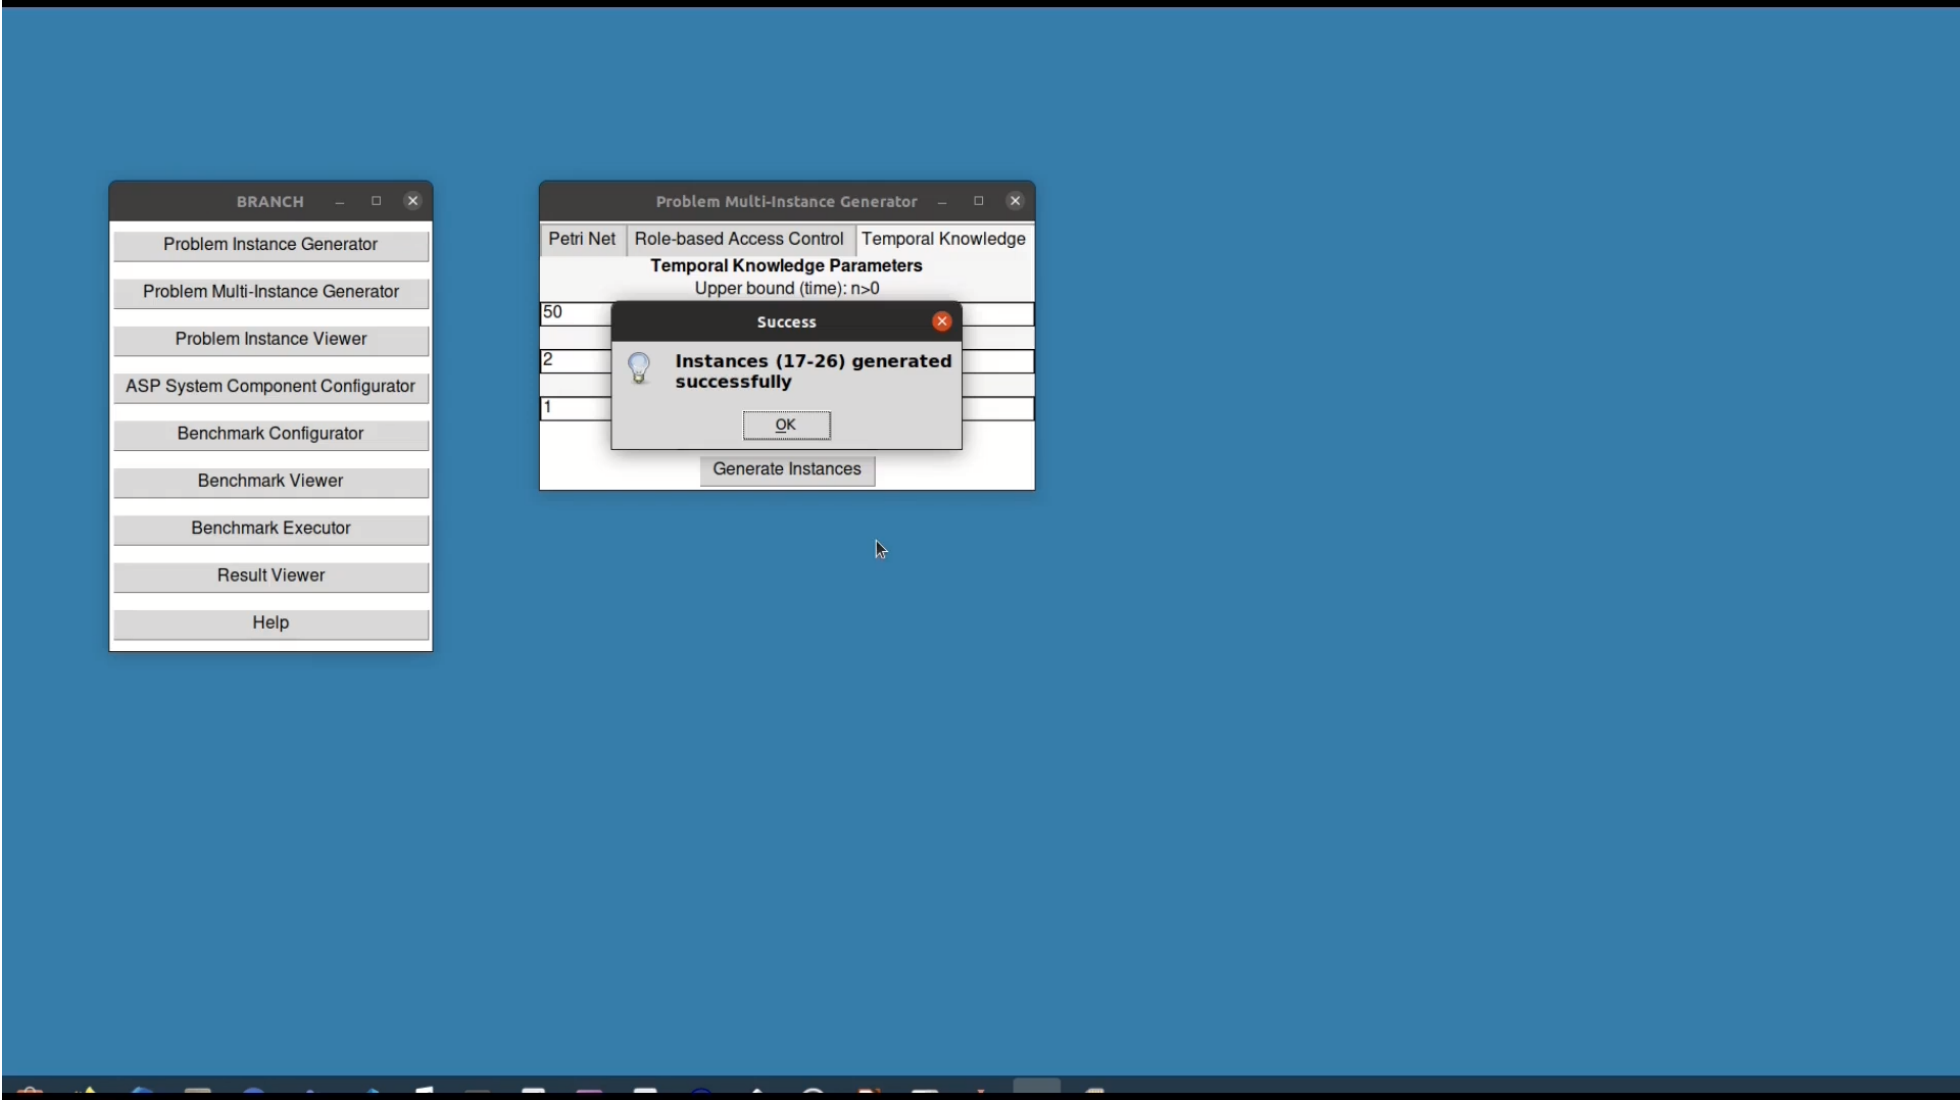 BRANCH
Problem Instance Generator
Problem Multi-Instance Generator
Problem Instance Viewer
ASP System Component Configurator
Benchmark Configurator
Benchmark Viewer
Benchmark Executor
Result Viewer
Help
Problem Multi-Instance Generator
Petri Net Role-based Access Control Temporal Knowledge
Temporal Knowledge Parameters
Upper bound (time): n>0
50
2
1
Success
Instances (17-26) generated
successfully
OK
Generate Instances